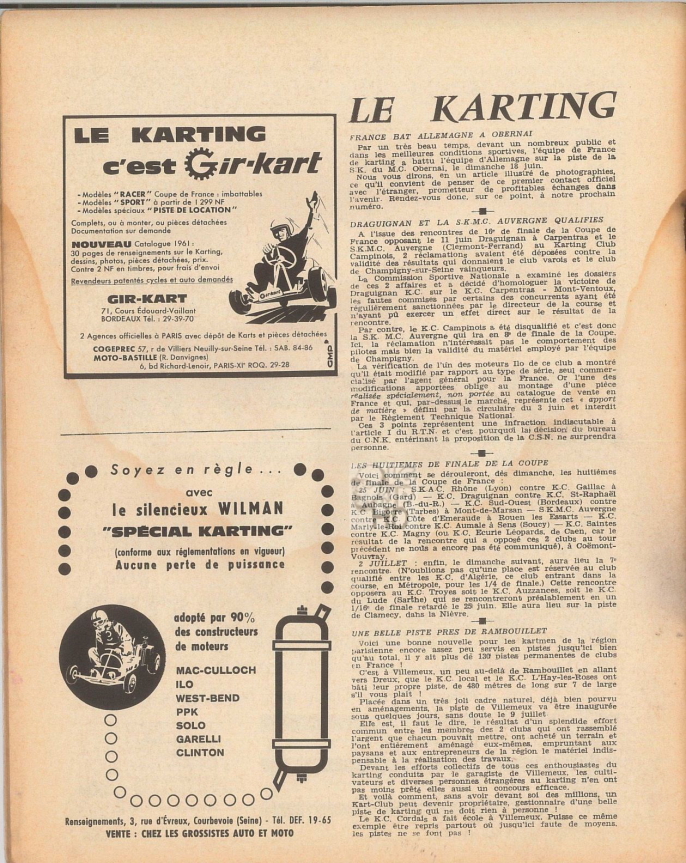 LE KARTING
c'est Gir-kart
- Modèles "RACER" Coupe de France : imbattables
- Modèles "SPORT" à partir de 1 299 NF
- Modèles spéciaux "PISTE DE LOCATION"
Complets, ou à monter, ou pièces détachées
Documentation sur demande
NOUVEAU Catalogue 1961 :
30 pages de renseignements sur le Karting,
dessins, photos, pièces détachées, prix.
Contre 2 NF en timbres, pour frais d'envoi
Revendeurs patentés cycles et auto demandés
GIR-KART
71, Cours Édouard-Vaillant
BORDEAUX Tél. : 29-39-70
2 Agences officielles à PARIS avec dépôt de Karts et pièces détachées
COGEPREC 57, r de Villiers Neuilly-sur-Seine Tél. : SAB. 84-86
MOTO-BASTILLE (R. Danvignes)
6, bd Richard-Lenoir, PARIS-XIe ROQ. 29-28
Soyez en règle...
avec
le silencieux WILMAN
"SPÉCIAL KARTING"
(conforme aux réglementations en vigueur)
Aucune perte de puissance
adopté par 90%
des constructeurs
de moteurs
MAC-CULLOCH
ILO
WEST-BEND
PPK
SOLO
GARELLI
CLINTON
Renseignements, 3, rue d'Évreux, Courbevoie (Seine) - Tél. DEF. 19-65
VENTE : CHEZ LES GROSSISTES AUTO ET MOTO
LE KARTING
FRANCE BAT ALLEMAGNE A OBERNAI
Par un très beau temps, devant un nombreux public et
dans les meilleures conditions sportives, l'équipe de France
de karting a battu l'équipe d'Allemagne sur la piste de la
S.K. du M.C. Obernai, le dimanche 18 juin.
Nous vous dirons, en un article illustré de photographies,
ce qu'il convient de penser de ce premier contact officiel
avec l'étranger, prometteur de profitables échanges dans
l'avenir. Rendez-vous donc, sur ce point, à notre prochain
numéro.
DRAGUIGNAN ET LA S.K.M.C. AUVERGNE QUALIFIES
A l'issue des rencontres de 16e de finale de la Coupe de
France opposant le 11 juin Draguignan à Carpentras et le
S.K.M.C. Auvergne (Clermont-Ferrand) au Karting Club
Campinois, 2 réclamations avaient été déposées contre la
validité des résultats qui donnaient le club varois et le club
de Champigny-sur-Seine vainqueurs.
La Commission Sportive Nationale a examiné les dossiers
de ces 2 affaires et a décidé d'homologuer la victoire de
Draguignan K.C. sur le K.C. Carpentras - Mont-Ventoux,
les fautes commises par certains des concurrents ayant été
régulièrement sanctionnées par le directeur de la course et
n'ayant pû exercer un effet direct sur le résultat de la
rencontre.
Par contre, le K.C. Campinois a été disqualifié et c'est donc
la S.K. M.C. Auvergne qui ira en 8e de finale de la Coupe.
Ici, la réclamation n'intéressait pas le comportement des
pilotes mais bien la validité du matériel employé par l'équipe
de Champigny.
La vérification de l'un des moteurs Ilo de ce club a montré
qu'il était modifié par rapport au type de série, seul commer-
cialisé par l'agent général pour la France. Or l'une des
modifications apportées oblige au montage d'une pièce
réalisée spécialement, non portée au catalogue de vente en
France et qui, par-dessus le marché, représente cet « apport
de matière » défini par la circulaire du 3 juin et interdit
par le Règlement Technique National.
Ces 3 points représentent une infraction indiscutable à
l'article I du R.T.N. et c'est pourquoi la décision du bureau
du C.N.K. entérinant la proposition de la C.S.N. ne surprendra
personne.
LES HUITIEMES DE FINALE DE LA COUPE
Voici comment se dérouleront, dès dimanche, les huitièmes
de finale de la Coupe de France :
25 JUIN : S.K.A.C. Rhône (Lyon) contre K.C. Gaillac à
Bagnols (Gard) — K.C. Draguignan contre K.C. St-Raphaël
(B.-du-R.) — K.C. Sud-Ouest (Bordeaux) contre
K.C. Bigorre (Tarbes) à Mont-de-Marsan — S.K.M.C. Auvergne
contre K.C. Côte d'Emeraude à Rouen les Essarts — K.C.
Marly-le-Roi contre K.C. Aumale à Sens (Soucy) — K.C. Saintes
contre K.C. Magny (ou K.C. Ecurie Léopards, de Caen, car le
résultat de la rencontre qui a opposé ces 2 clubs au tour
précédent ne nous a encore pas été communiqué), à Coëmont-
Vouvray.
2 JUILLET : enfin, le dimanche suivant, aura lieu la 7e
rencontre. (N'oublions pas qu'une place est réservée au club
qualifié entre les K.C. d'Algérie, ce club entrant dans la
course, en Métropole, pour les 1/4 de finale.) Cette rencontre
opposera au K.C. Troyes soit le K.C. Auzances, soit le K.C.
du Lude (Sarthe) qui se rencontreront préalablement en un
1/16e de finale retardé le 25 juin. Elle aura lieu sur la piste
de Clamecy, dans la Nièvre.
UNE BELLE PISTE PRES DE RAMBOUILLET
Voici une bonne nouvelle pour les kartmen de la région
parisienne encore assez peu servis en pistes jusqu'ici bien
qu'au total, il y ait plus de 130 pistes permanentes de clubs
en France !
C'est à Villemeux, un peu au-delà de Rambouillet en allant
vers Dreux, que le K.C. local et le K.C. L'Hay-les-Roses ont
bâti leur propre piste, de 480 mètres de long sur 7 de large
s'il vous plaît !
Placée dans un très joli cadre naturel, déjà bien pourvu
en aménagements, la piste de Villemeux va être inaugurée
sous quelques jours, sans doute le 9 juillet.
Elle est, il faut le dire, le résultat d'un splendide effort
commun entre les membres des 2 clubs qui ont rassemblé
l'argent que chacun pouvait mettre, ont acheté un terrain et
l'ont entièrement aménagé eux-mêmes, empruntant aux
paysans et aux entrepreneurs de la région le matériel indis-
pensable à la réalisation des travaux.
Devant les efforts collectifs de tous ces enthousiastes du
karting conduits par le garagiste de Villemeux, les culti-
vateurs et diverses personnes étrangères au karting n'en ont
pas moins prêté elles aussi un concours efficace.
Et voilà comment, sans avoir devant soi des millions, un
Kart-Club peut devenir propriétaire, gestionnaire d'une belle
piste de karting qui ne doit rien à personne !
Le K.C. Cordais a fait école à Villemeux. Puisse ce même
exemple être repris partout où jusqu'ici faute de moyens,
les pistes ne se font pas !